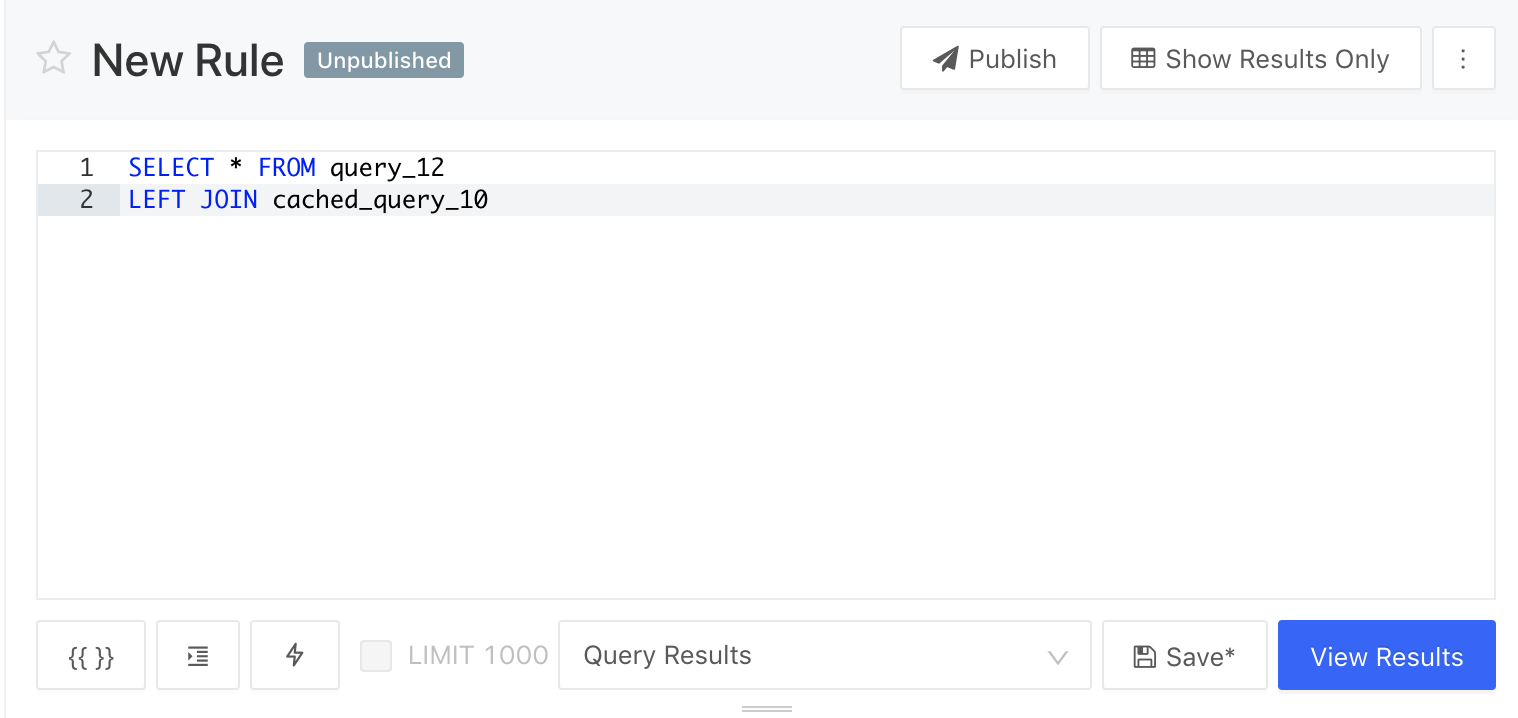 New Rule Unpublished Publish Show Results Only
1 SELECT * FROM query_12
2 LEFT JOIN cached_query_10
{{ }} LIMIT 1000 Query Results Save* View Results